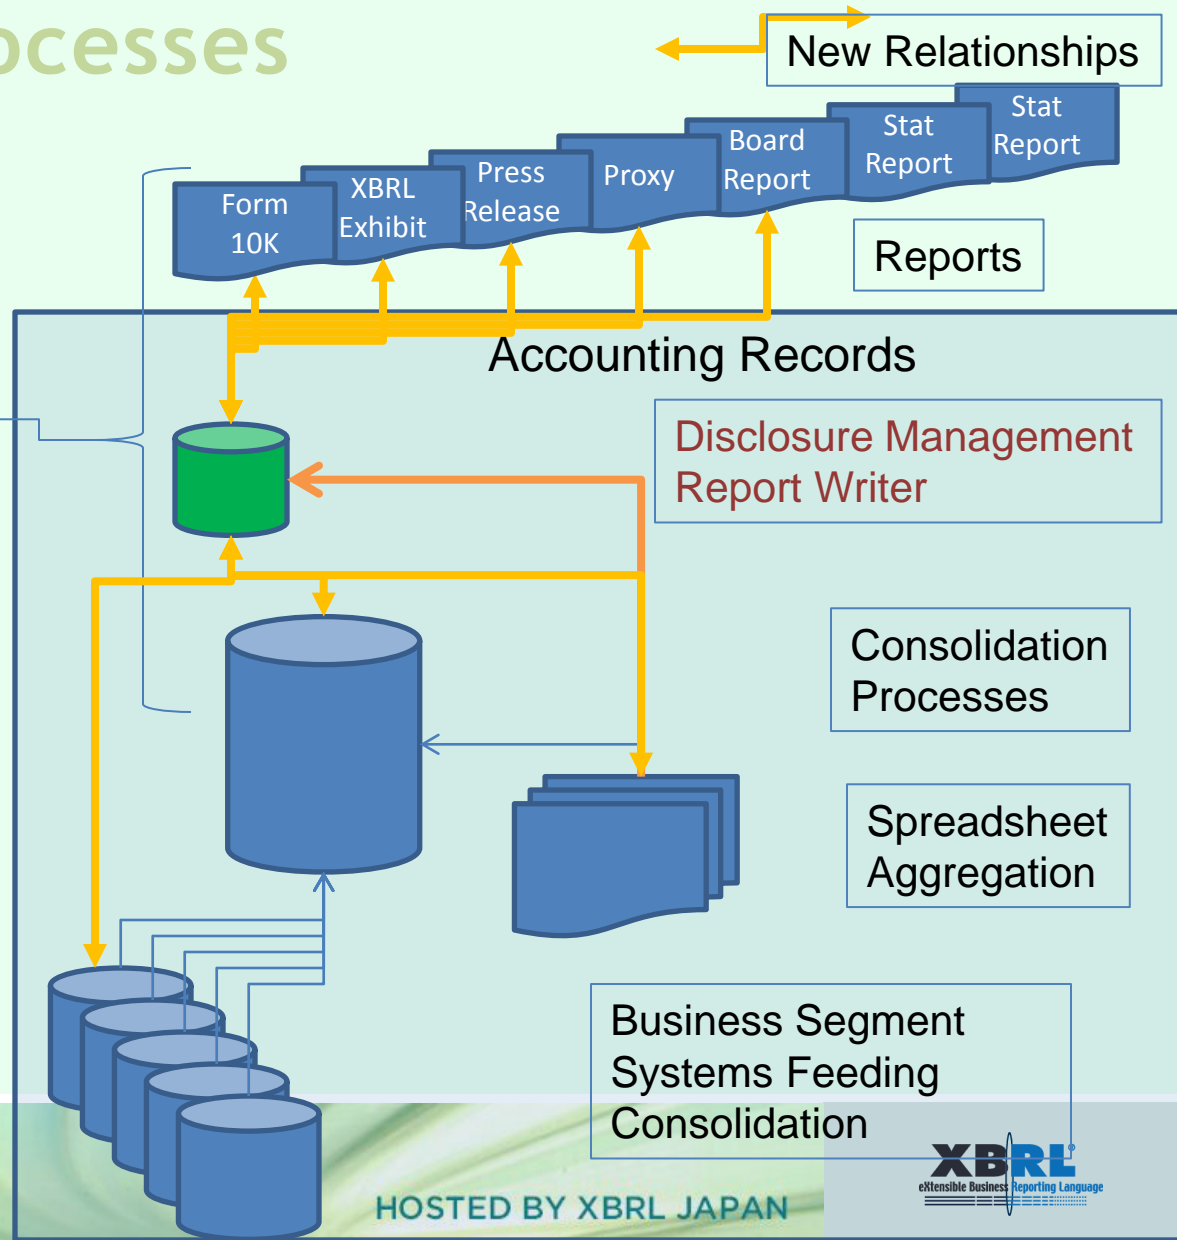 ocesses
New Relationships
Form
10K
XBRL
Exhibit
Press
Release
Proxy
Board
Report
Stat
Report
Stat
Report
Reports
Accounting Records
Disclosure Management
Report Writer
Consolidation
Processes
Spreadsheet
Aggregation
Business Segment
Systems Feeding
Consolidation
XBRL®
eXtensible Business Reporting Language
HOSTED BY XBRL JAPAN